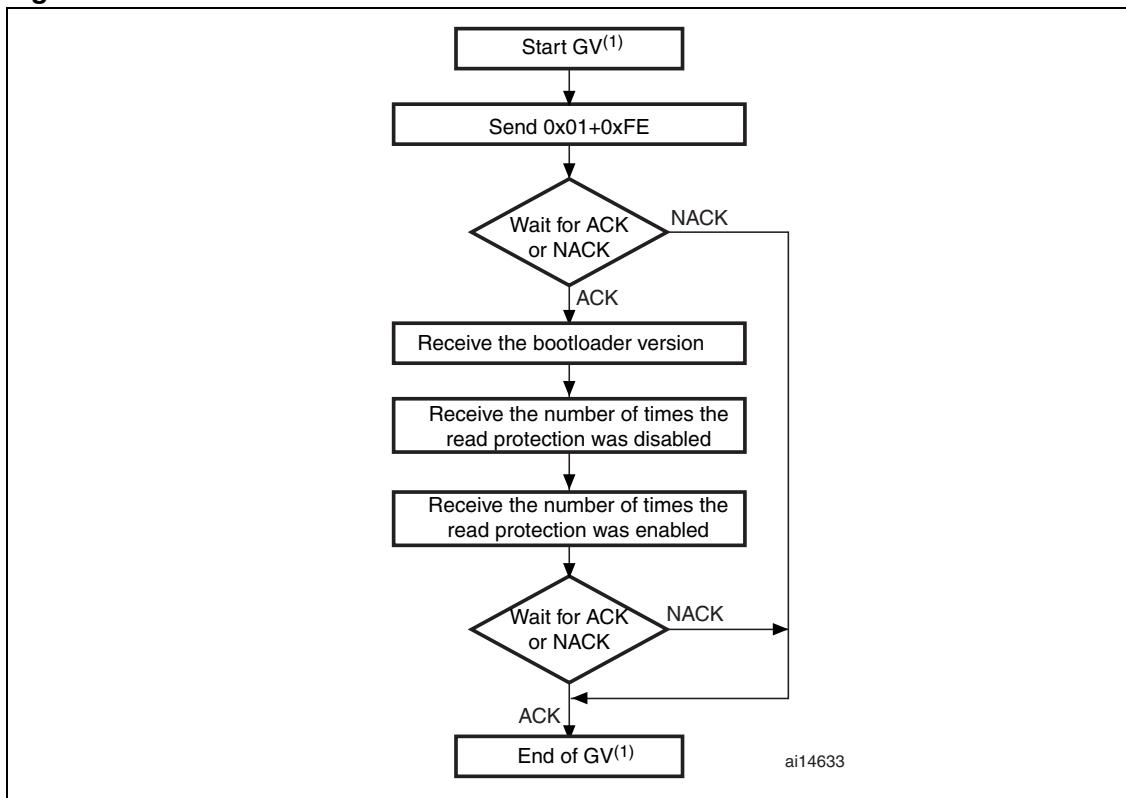 Start GV(1)
Send 0x01+0xFE
Wait for ACK
or NACK
NACK
ACK
Receive the bootloader version
Receive the number of times the
read protection was disabled
Receive the number of times the
read protection was enabled
Wait for ACK
or NACK
NACK
ACK
End of GV(1)
ai14633